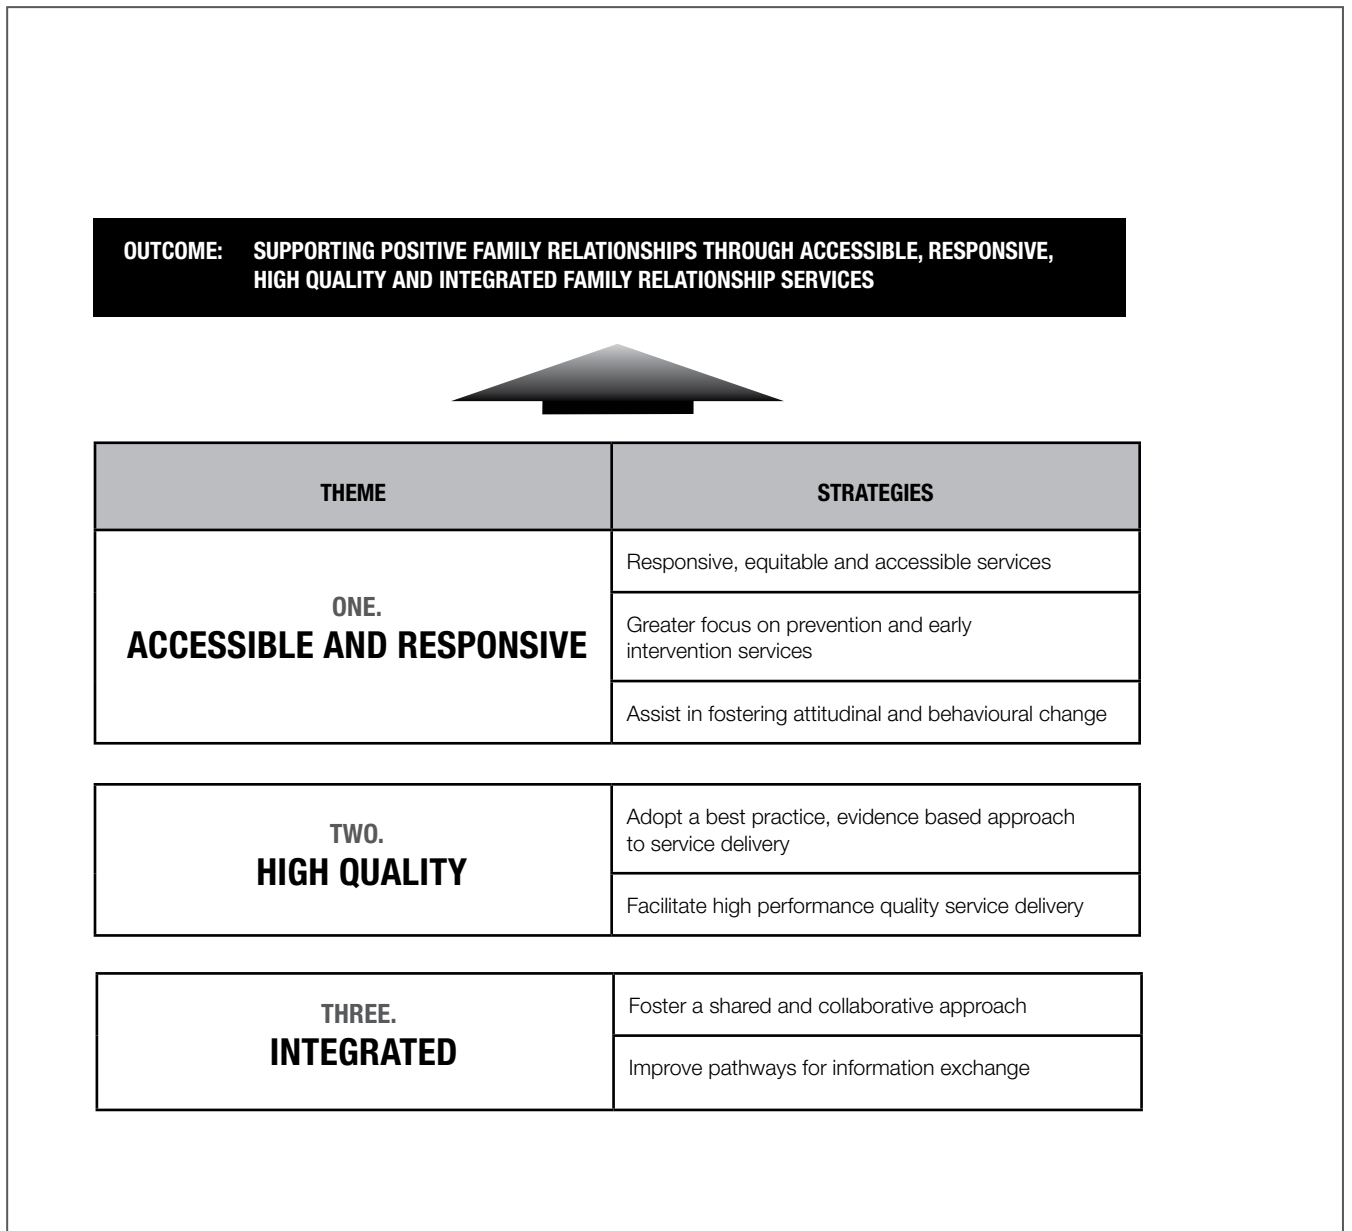 OUTCOME: SUPPORTING POSITIVE FAMILY RELATIONSHIPS THROUGH ACCESSIBLE, RESPONSIVE,
HIGH QUALITY AND INTEGRATED FAMILY RELATIONSHIP SERVICES
THEME
STRATEGIES
ONE.
ACCESSIBLE AND RESPONSIVE
Responsive, equitable and accessible services
Greater focus on prevention and early
intervention services
Assist in fostering attitudinal and behavioural change
TWO.
HIGH QUALITY
Adopt a best practice, evidence based approach
to service delivery
Facilitate high performance quality service delivery
THREE.
INTEGRATED
Foster a shared and collaborative approach
Improve pathways for information exchange